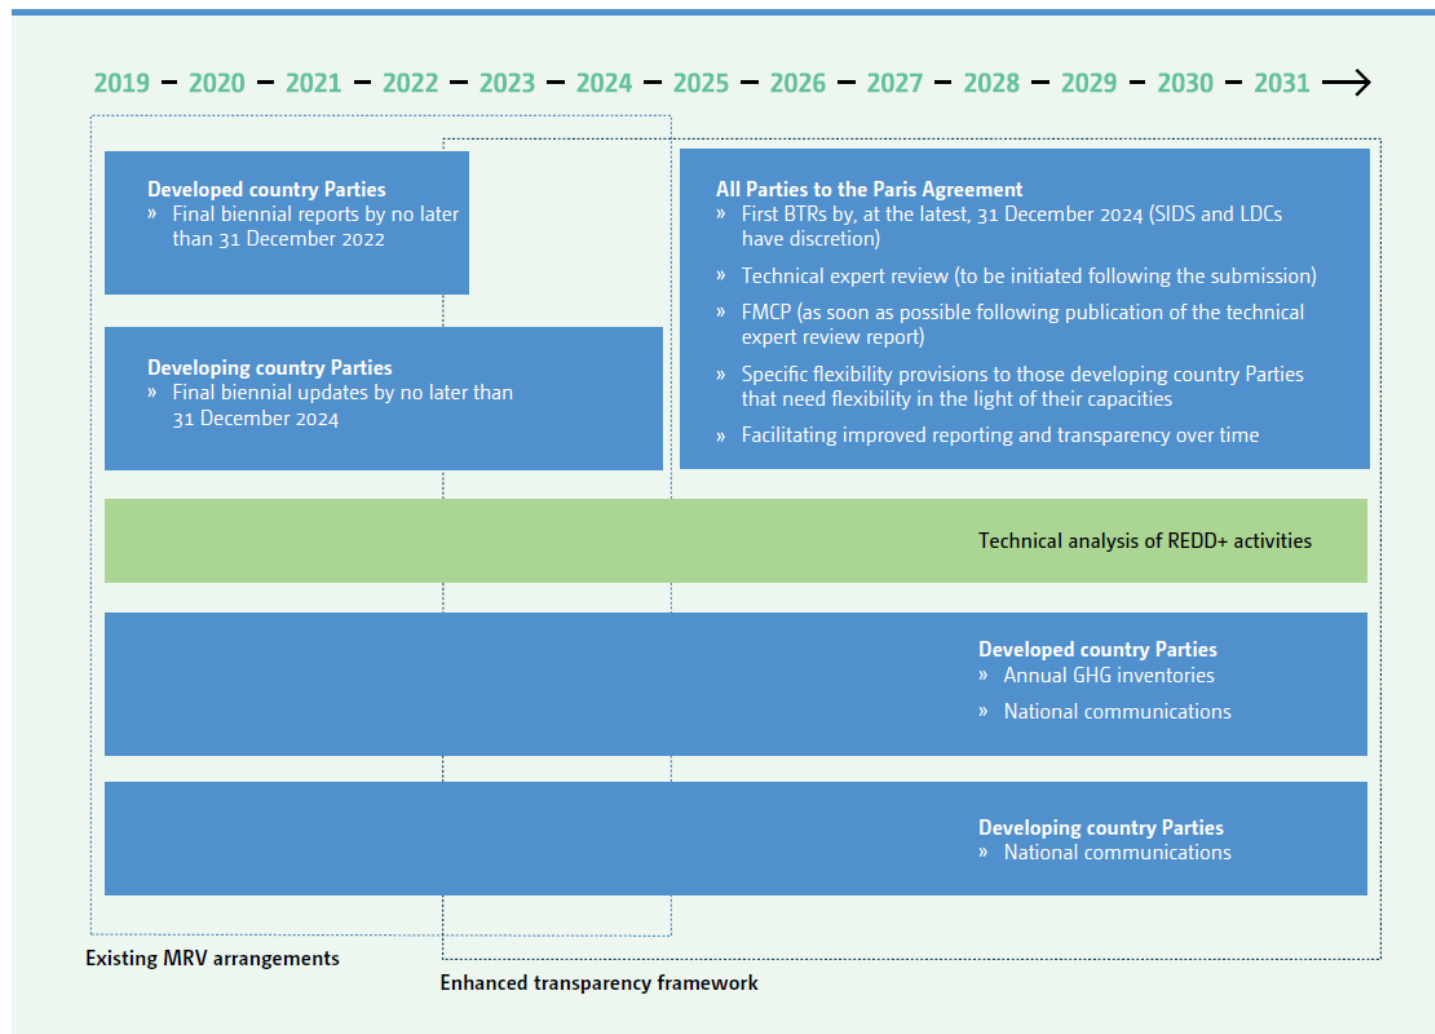 2019 – 2020 – 2021 – 2022 – 2023 – 2024 – 2025 – 2026 – 2027 – 2028 – 2029 – 2030 – 2031
Developed country Parties
» Final biennial reports by no later
than 31 December 2022
Developing country Parties
» Final biennial updates by no later than
31 December 2024
All Parties to the Paris Agreement
» First BTRs by, at the latest, 31 December 2024 (SIDS and LDCs
have discretion)
» Technical expert review (to be initiated following the submission)
» FMCP (as soon as possible following publication of the technical
expert review report)
» Specific flexibility provisions to those developing country Parties
that need flexibility in the light of their capacities
» Facilitating improved reporting and transparency over time
Technical analysis of REDD+ activities
Developed country Parties
» Annual GHG inventories
» National communications
Developing country Parties
» National communications
Existing MRV arrangements
Enhanced transparency framework